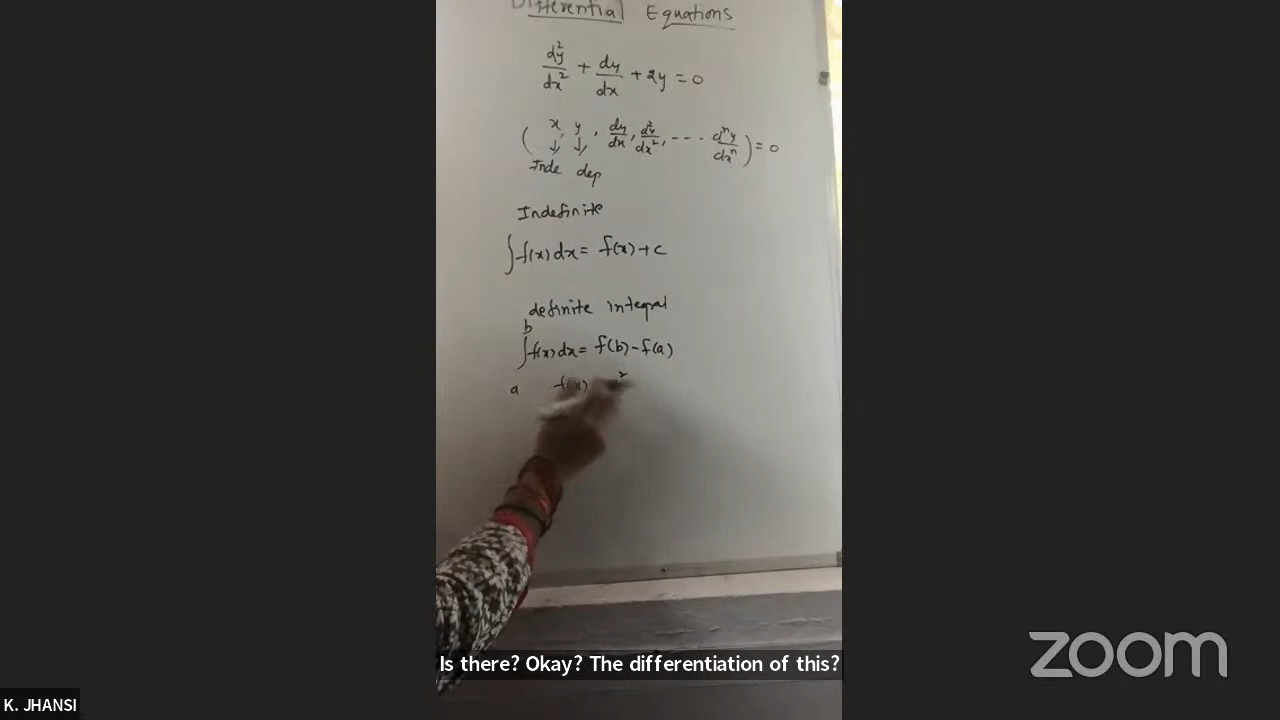 Differential Equations
d²y/dx² + dy/dx + 2y = 0
(x, y, dy/dx, d²y/dx², --- dⁿy/dxⁿ) = 0
Inde dep
Indefinite
∫f(x) dx = f(x) + c
definite integral
b
∫f(x) dx = f(b) - f(a)
a f(x) 2
Is there? Okay? The differentiation of this?
zoom
K. JHANSI